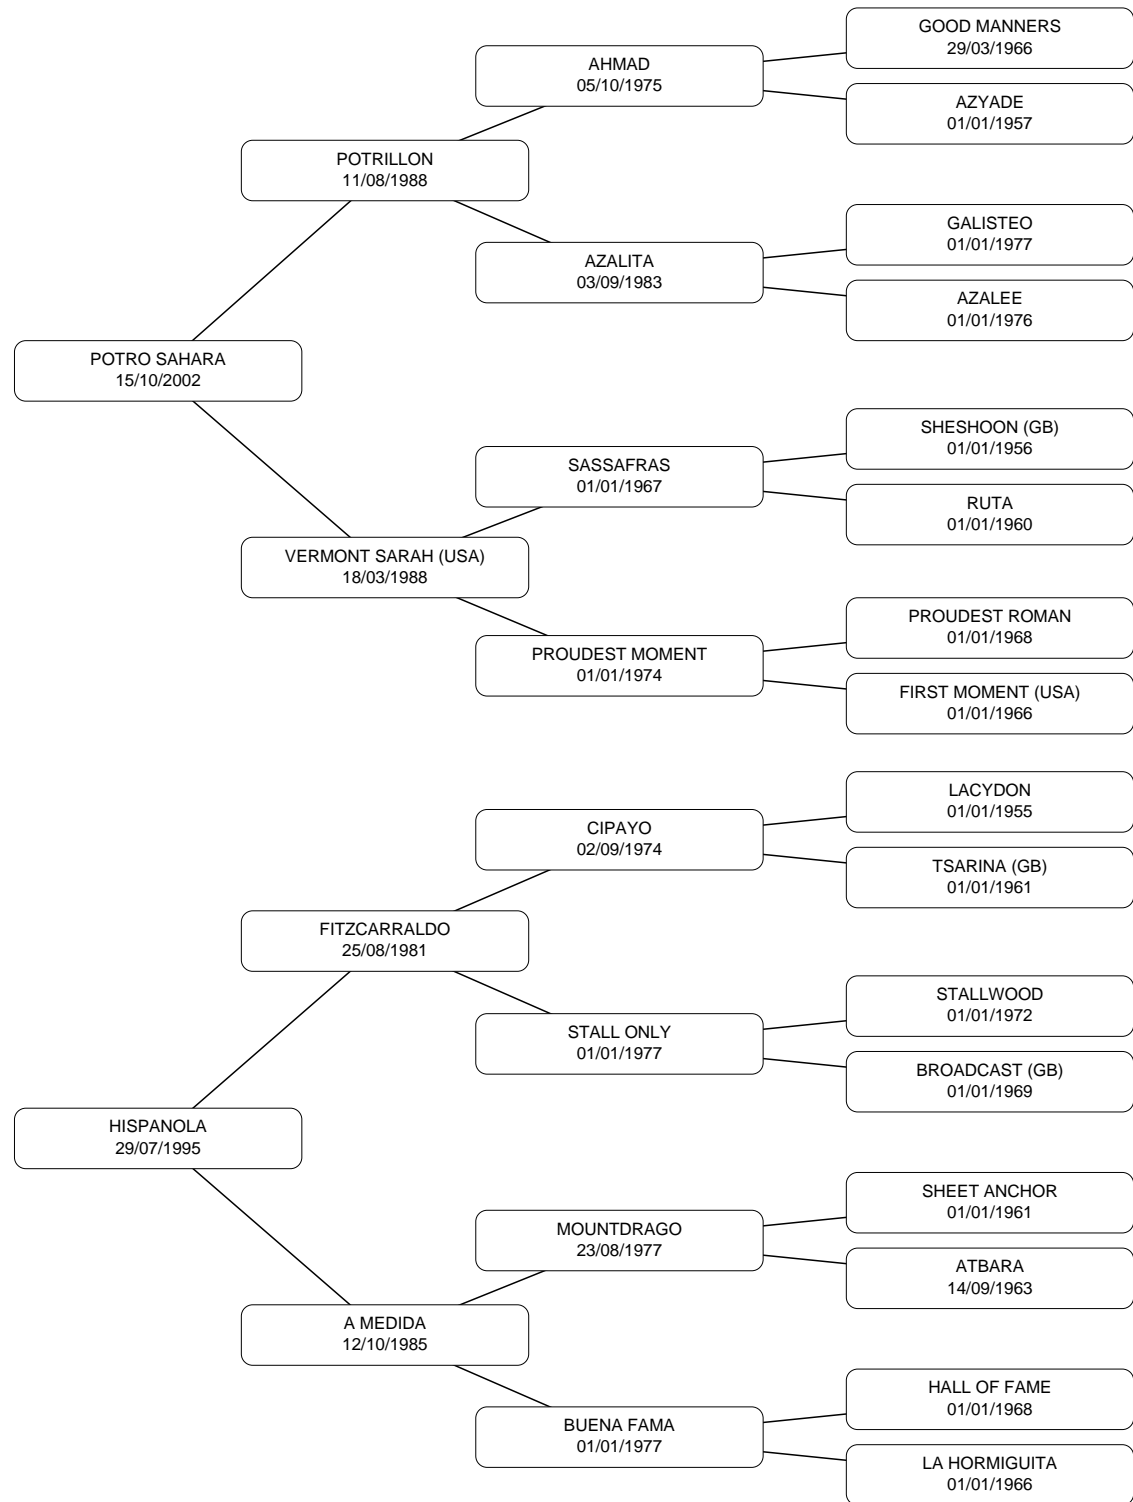 GOOD MANNERS
29/03/1966
AHMAD
05/10/1975
AZYADE
01/01/1957
POTRILLON
11/08/1988
GALISTEO
01/01/1977
AZALITA
03/09/1983
AZALEE
01/01/1976
POTRO SAHARA
15/10/2002
SHESHOON (GB)
01/01/1956
SASSAFRAS
01/01/1967
RUTA
01/01/1960
VERMONT SARAH (USA)
18/03/1988
PROUDEST ROMAN
01/01/1968
PROUDEST MOMENT
01/01/1974
FIRST MOMENT (USA)
01/01/1966
LACYDON
01/01/1955
CIPAYO
02/09/1974
TSARINA (GB)
01/01/1961
FITZCARRALDO
25/08/1981
STALLWOOD
01/01/1972
STALL ONLY
01/01/1977
BROADCAST (GB)
01/01/1969
HISPANOLA
29/07/1995
SHEET ANCHOR
01/01/1961
MOUNTDRAGO
23/08/1977
ATBARA
14/09/1963
A MEDIDA
12/10/1985
HALL OF FAME
01/01/1968
BUENA FAMA
01/01/1977
LA HORMIGUITA
01/01/1966